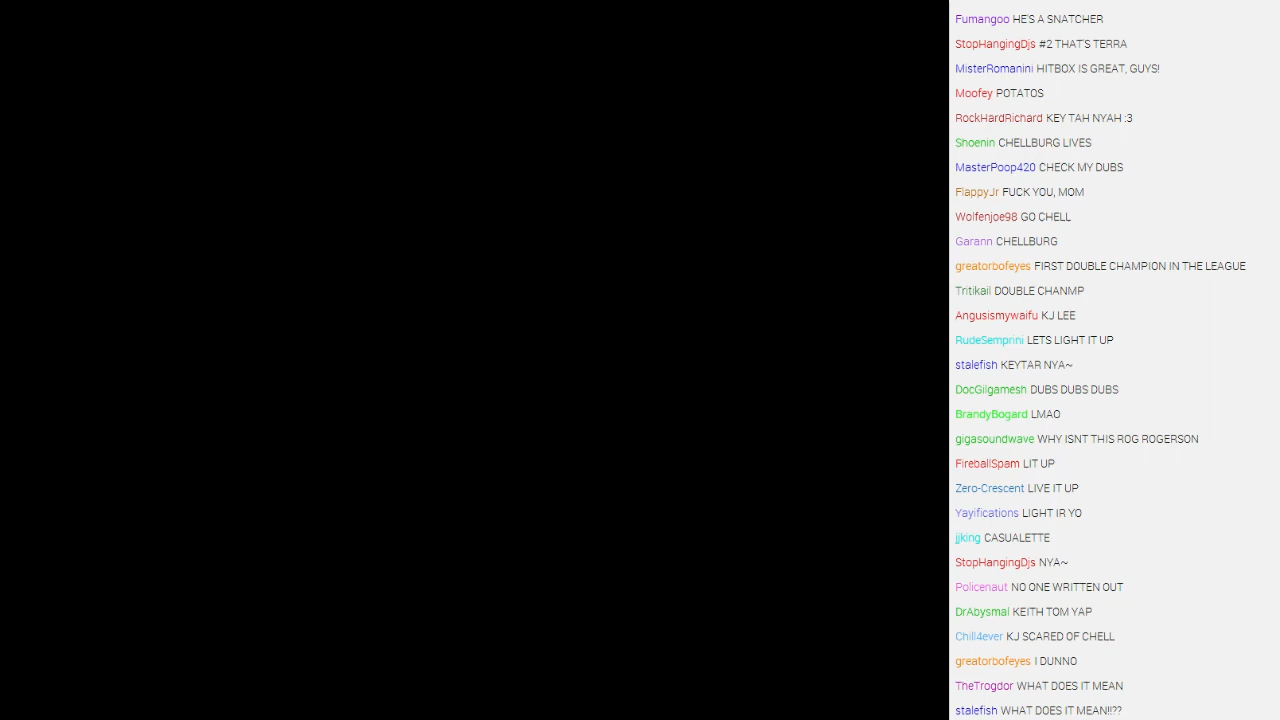 Fumangoo HE'S A SNATCHER
StopHangingDjs #2 THAT'S TERRA
MisterRomanini HITBOX IS GREAT, GUYS!
Moofey POTATOS
RockHardRichard KEY TAH NYAH :3
Shoenin CHELLBURG LIVES
MasterPoop420 CHECK MY DUBS
FlappyJr FUCK YOU, MOM
Wolfenjoe98 GO CHELL
Garann CHELLBURG
greatorbofeyes FIRST DOUBLE CHAMPION IN THE LEAGUE
Tritikail DOUBLE CHANMP
Angusismywaifu KJ LEE
RudeSemprini LETS LIGHT IT UP
stalefish KEYTAR NYA~
DocGiigamesh DUBS DUBS DUBS
BrandyBogard LMAO
gigasoundwave WHY ISNT THIS ROG ROGERSON
FireballSpam LIT UP
Zero-Crescent LIVE IT UP
Yayifications LIGHT IR YO
jjking CASUALETTE
StopHangingDjs NYA~
Policenaut NO ONE WRITTEN OUT
DrAbysmal KEITH TOM YAP
Chill4ever KJ SCARED OF CHELL
greatorbofeyes I DUNNO
TheTrogdor WHAT DOES IT MEAN
stalefish WHAT DOES IT MEAN!!!??